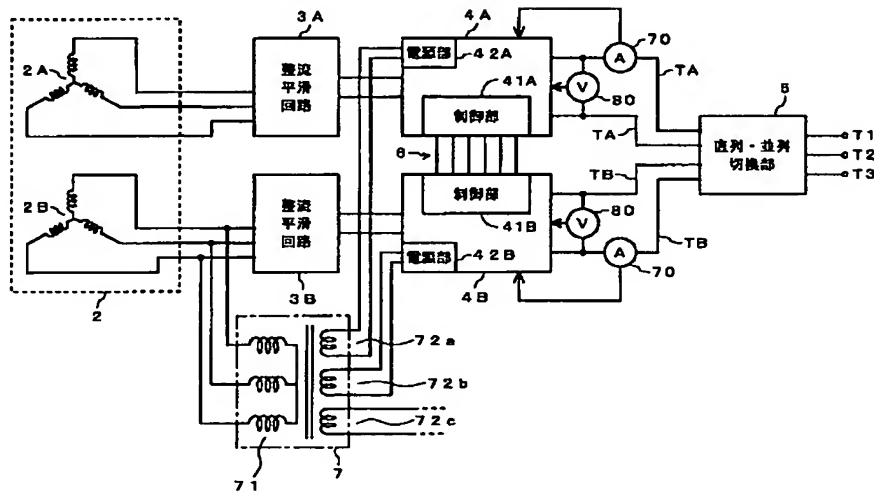 3A
4A
70
2A
整流
平滑
回路
電源部
42A
41A
制御部
A
V
80
TA
TA
5
直列・並列
切換部
T1
T2
T3
6
TB
2B
整流
平滑
回路
制御部
41B
V
80
TB
電源部
42B
A
70
2
3B
4B
72a
72b
72c
71
7